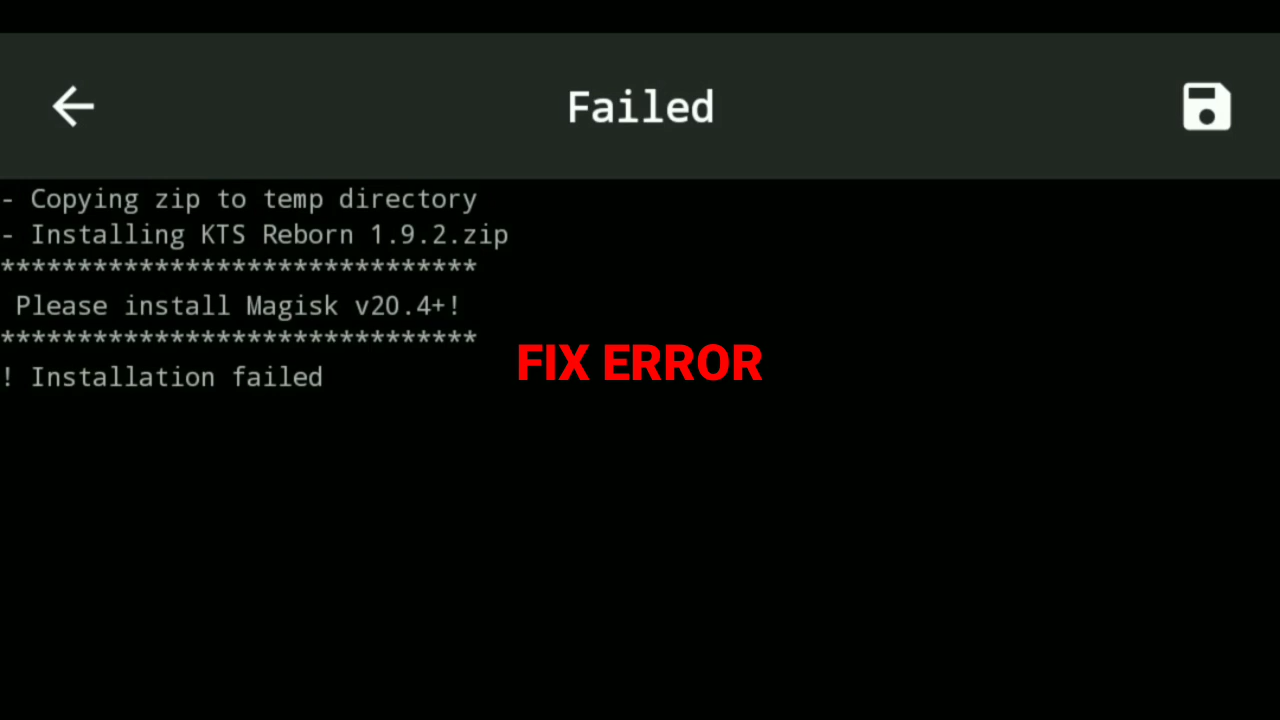 Failed
- Copying zip to temp directory
- Installing KTS Reborn 1.9.2.zip
*******************************
 Please install Magisk v20.4+!
*******************************
FIX ERROR
! Installation failed